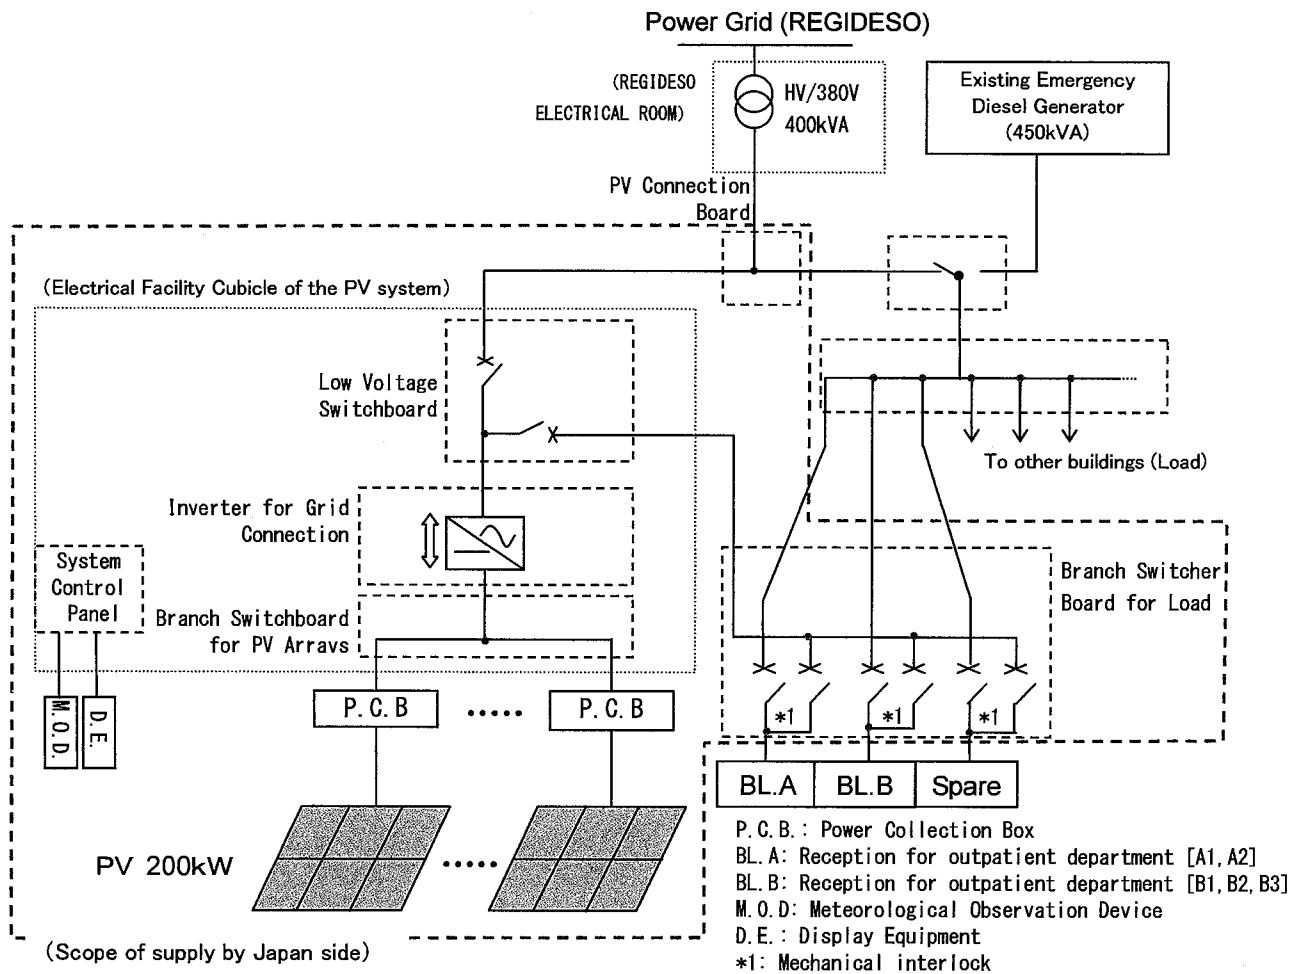 Power Grid (REGIDESO)
(REGIDESO
ELECTRICAL ROOM)
HV/380V
400kVA
Existing Emergency
Diesel Generator
(450kVA)
PV Connection
Board
(Electrical Facility Cubicle of the PV system)
Low Voltage
Switchboard
To other buildings (Load)
Inverter for Grid
Connection
System
Control
Panel
Branch Switchboard
for PV Arravs
Branch Switcher
Board for Load
M.O.D.
D.E.
P.C.B
.....
P.C.B
*1
*1
*1
BL.A
BL.B
Spare
PV 200kW
.....
P.C.B.: Power Collection Box
BL.A: Reception for outpatient department [A1,A2]
BL.B: Reception for outpatient department [B1,B2,B3]
M.O.D: Meteorological Observation Device
D.E.: Display Equipment
*1: Mechanical interlock
(Scope of supply by Japan side)